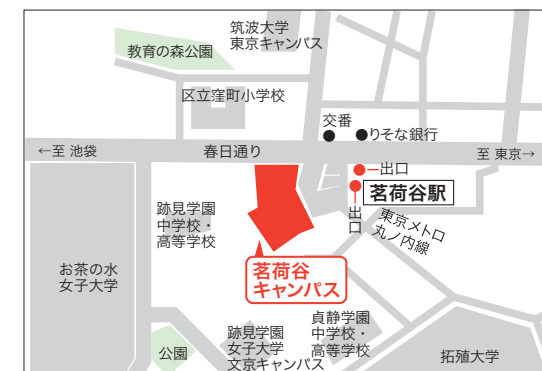 筑波大学
東京キャンパス
教育の森公園
区立窪町小学校
交番
りそな銀行
←至 池袋
春日通り
至 東京→
出口
茗荷谷駅
出口
東京メトロ
丸ノ内線
跡見学園
中学校・
高等学校
お茶の水
女子大学
茗荷谷
キャンパス
貞静学園
中学校・
高等学校
跡見学園
女子大学
文京キャンパス
公園
拓殖大学